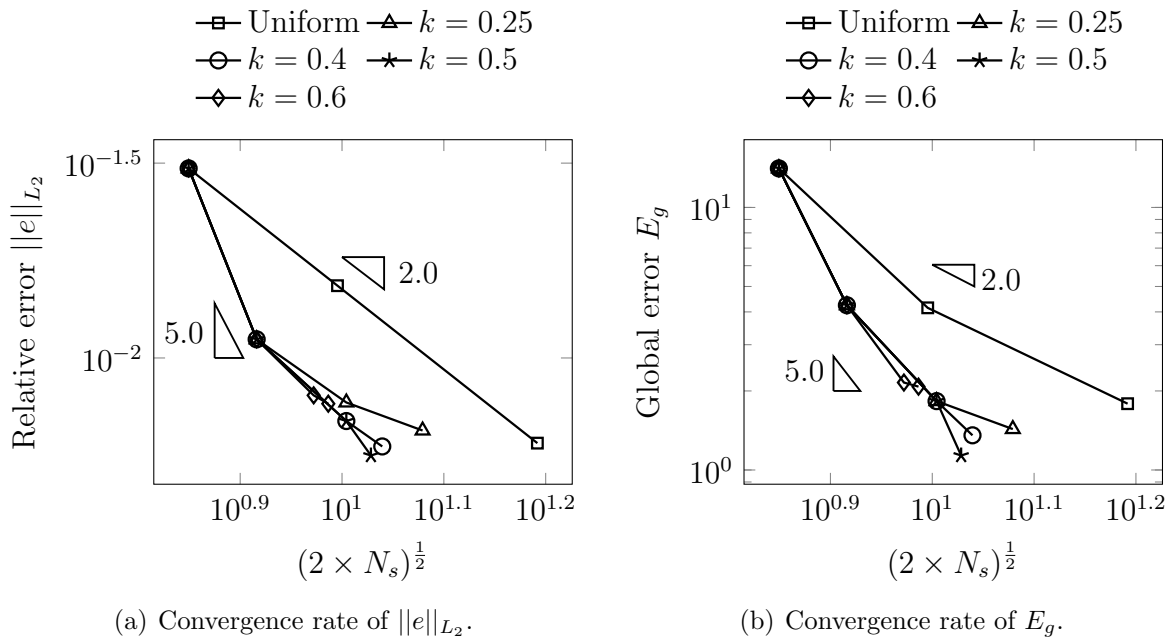 Uniform k = 0.25
k = 0.4 k = 0.5
k = 0.6
Relative error ||e||_{L_2}
10^{-1.5}
10^{-2}
2.0
5.0
10^{0.9} 10^{1} 10^{1.1} 10^{1.2}
(2 × N_s)^{\frac{1}{2}}
(a) Convergence rate of ||e||_{L_2}.
Uniform k = 0.25
k = 0.4 k = 0.5
k = 0.6
Global error E_g
10^{1}
10^{0}
2.0
5.0
10^{0.9} 10^{1} 10^{1.1} 10^{1.2}
(2 × N_s)^{\frac{1}{2}}
(b) Convergence rate of E_g.